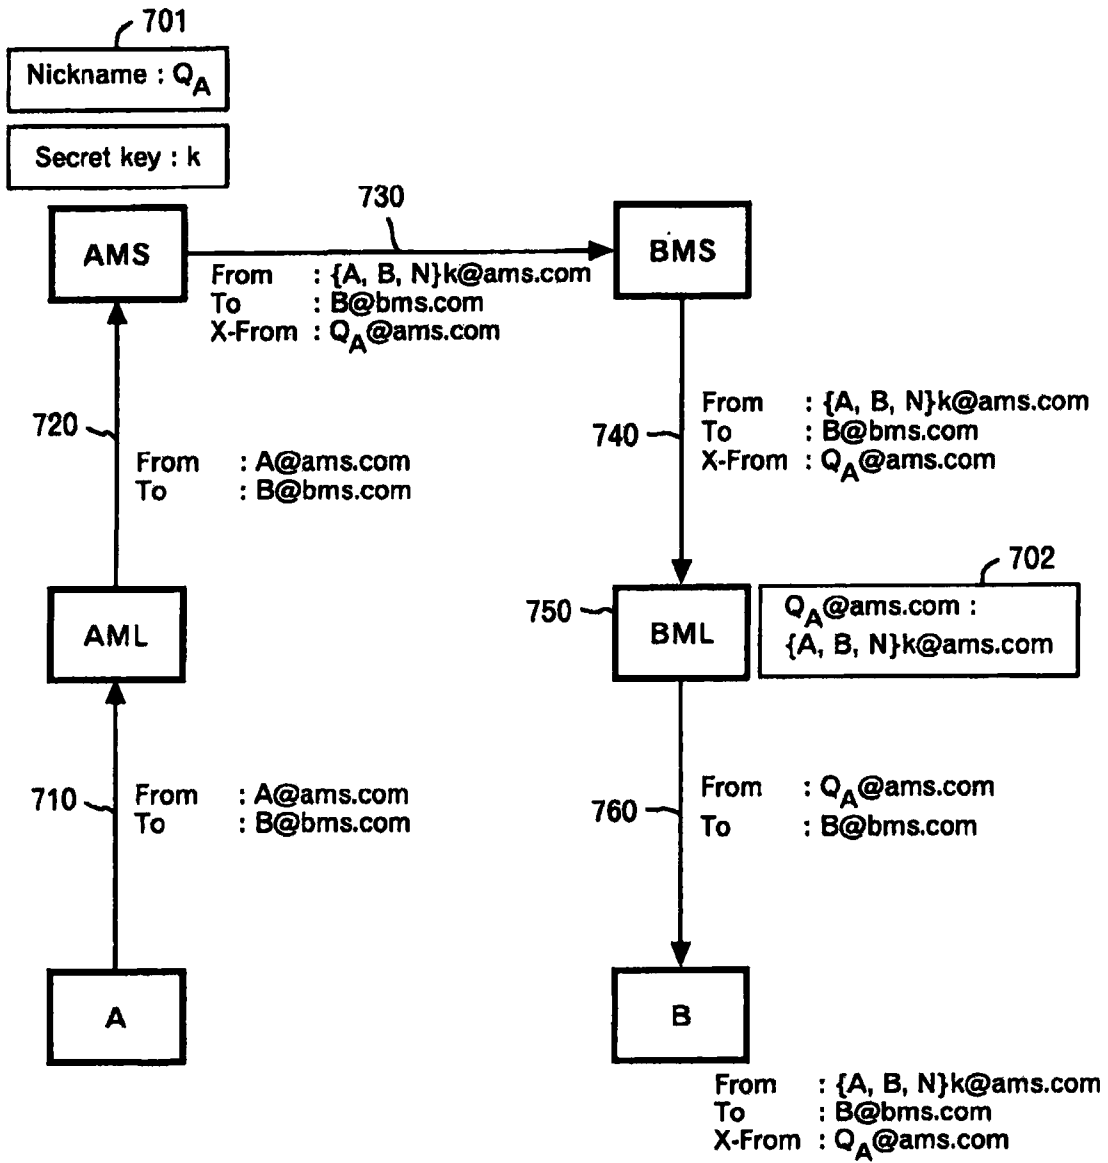 701
Nickname : QA
Secret key : k
AMS
730
BMS
From : {A, B, N}k@ams.com
To : B@bms.com
X-From : QA@ams.com
720
From : A@ams.com
To : B@bms.com
740
From : {A, B, N}k@ams.com
To : B@bms.com
X-From : QA@ams.com
AML
750
BML
702
QA@ams.com :
{A, B, N}k@ams.com
710
From : A@ams.com
To : B@bms.com
760
From : QA@ams.com
To : B@bms.com
A
B
From : {A, B, N}k@ams.com
To : B@bms.com
X-From : QA@ams.com